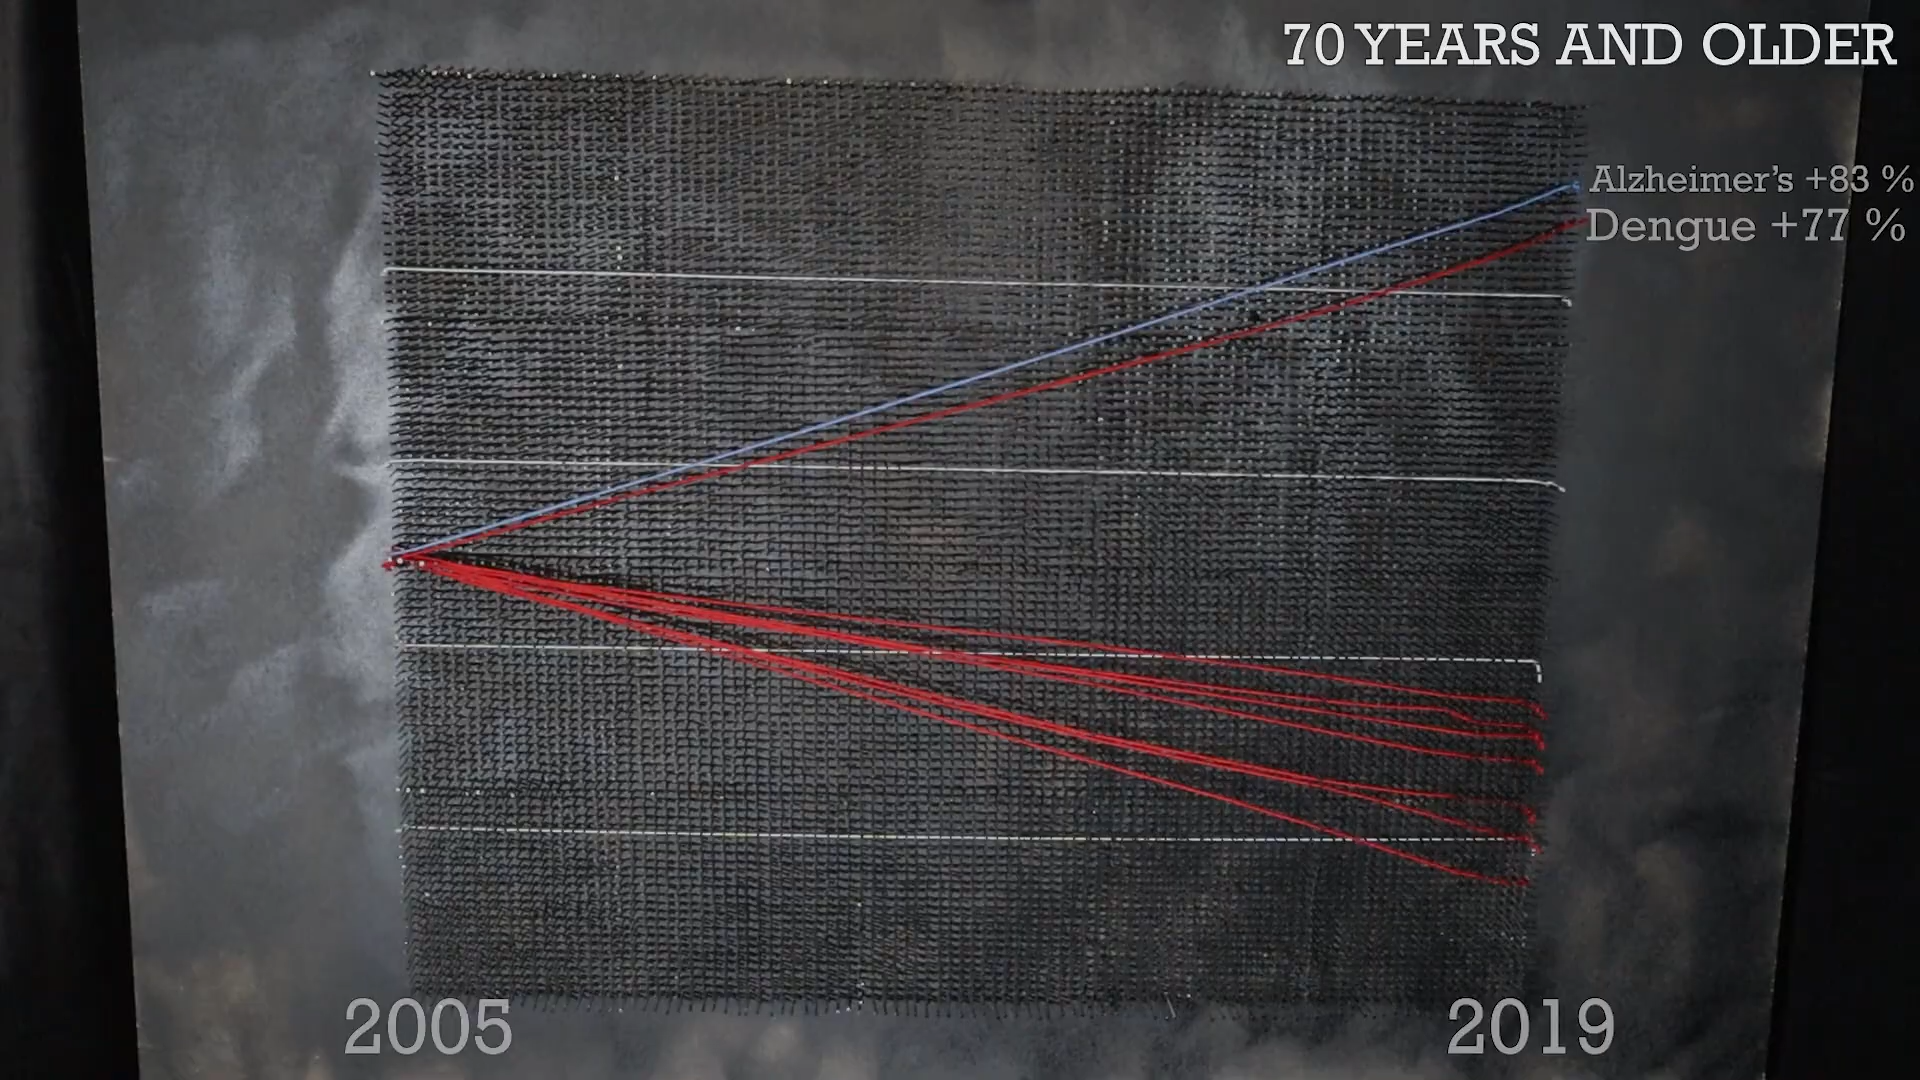 70 YEARS AND OLDER
Alzheimer's +83 %
Dengue +77 %
2005 2019